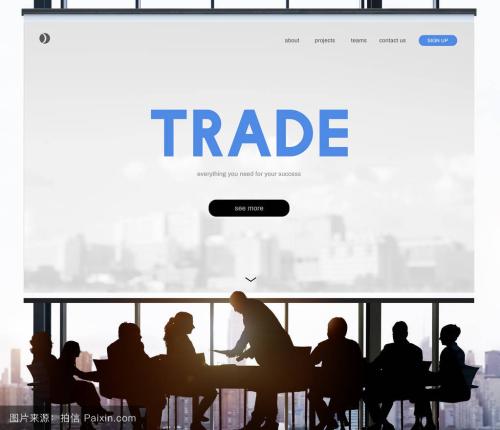 about projects teams contact us SIGN UP
TRADE
everything you need for your success
see more
图片来源：拍信 Paixin.com